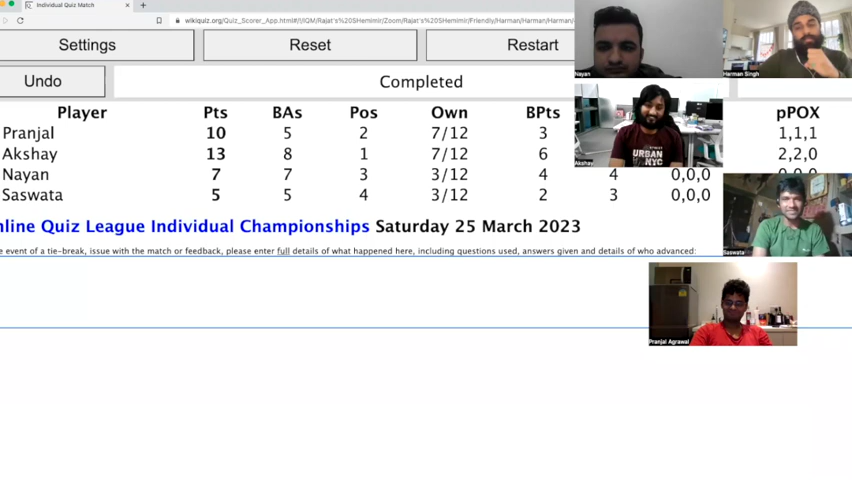 Individual Quiz Match
wikiquiz.org/Quiz_Scorer_App.html#/I/IQM/Rajat's%20SHemimir/Zoom/Rajat's%20SHemimir/Friendly/Harman/Harman/Harman/
Settings Reset Restart
Undo Completed
Player Pts BAs Pos Own BPts pPOX
Pranjal 10 5 2 7/12 3 1,1,1
Akshay 13 8 1 7/12 6 2,2,0
Nayan 7 7 3 3/12 4 4 0,0,0
Saswata 5 5 4 3/12 2 3 0,0,0
nline Quiz League Individual Championships Saturday 25 March 2023
e event of a tie-break, issue with the match or feedback, please enter full details of what happened here, including questions used, answers given and details of who advanced:
Nayan
Harman Singh
Akshay
URBAN
NYC
Saswata
Pranjal Agrawal